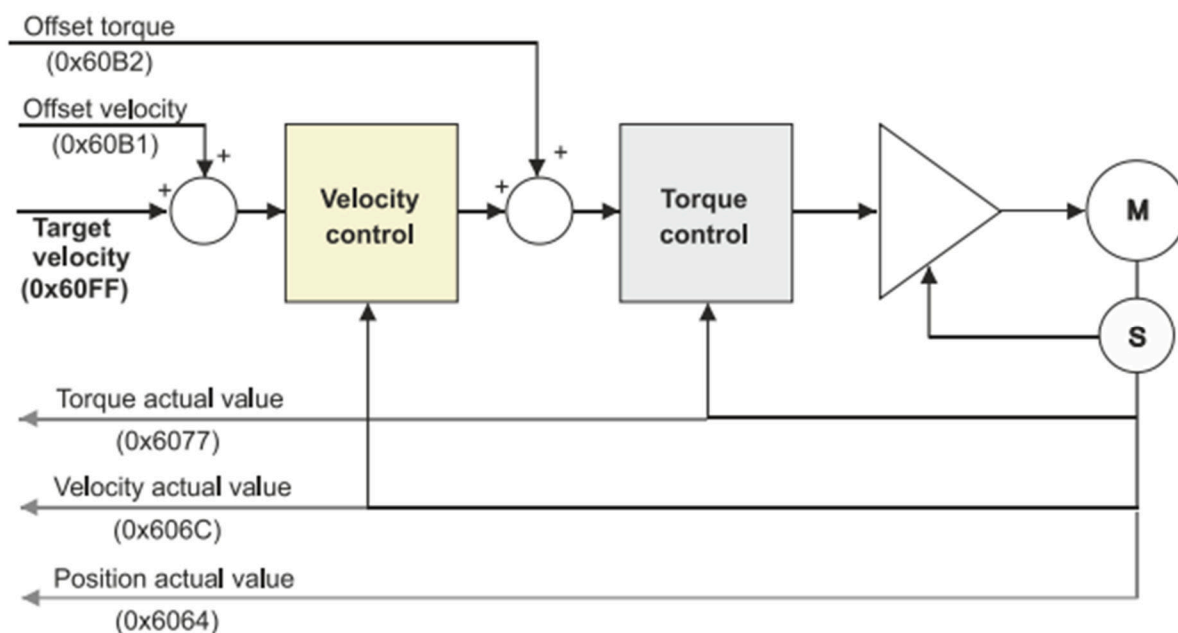 Offset torque
(0x60B2)
Offset velocity
(0x60B1)
+
+
+
+
Target
velocity
(0x60FF)
Velocity
control
Torque
control
M
S
Torque actual value
(0x6077)
Velocity actual value
(0x606C)
Position actual value
(0x6064)